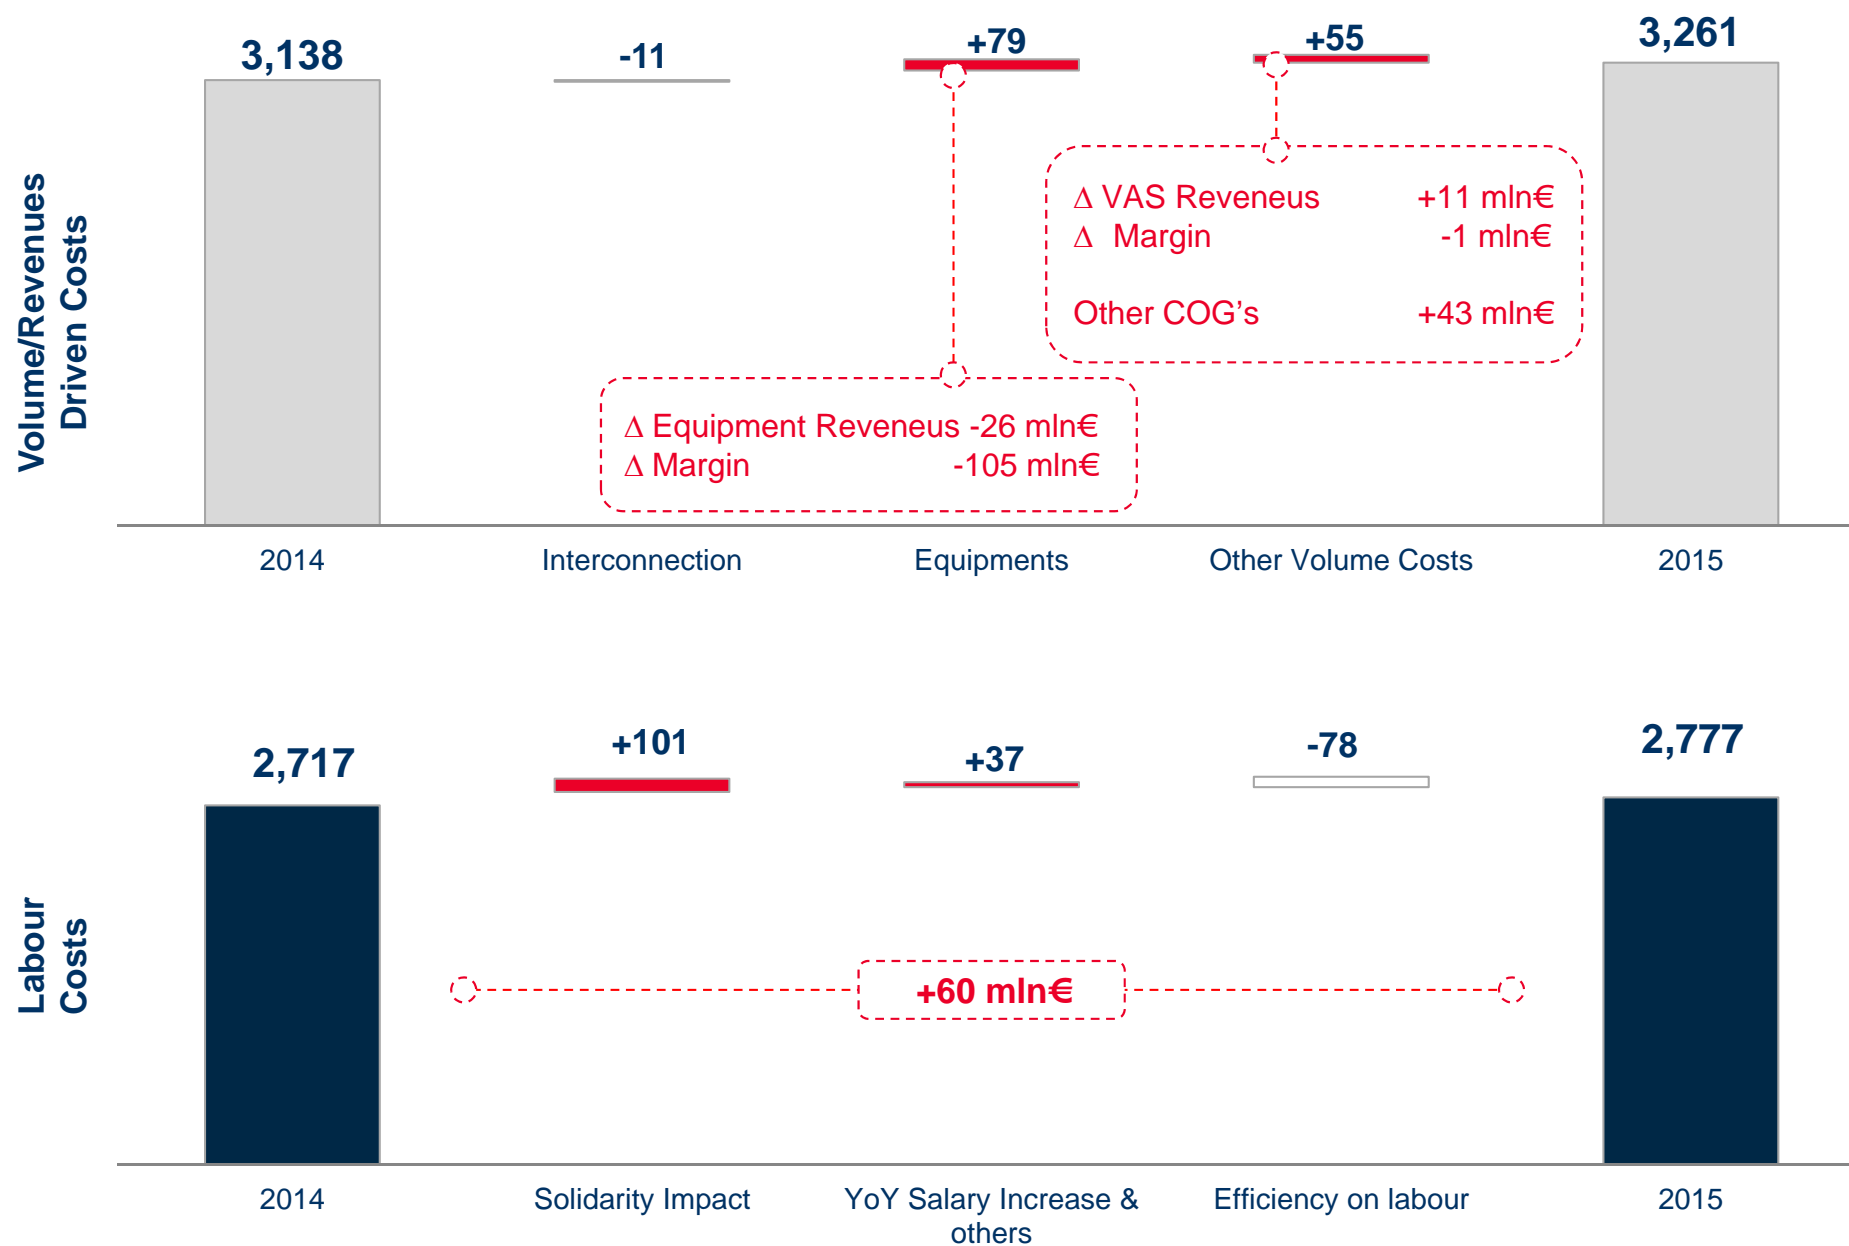 Volume/Revenues
Driven Costs
3,138
-11
+79
+55
3,261
Δ VAS Reveneus +11 mln€
Δ Margin -1 mln€
Other COG’s +43 mln€
Δ Equipment Reveneus -26 mln€
Δ Margin -105 mln€
2014
Interconnection
Equipments
Other Volume Costs
2015
Labour
Costs
2,717
+101
+37
-78
2,777
+60 mln€
2014
Solidarity Impact
YoY Salary Increase &
others
Efficiency on labour
2015